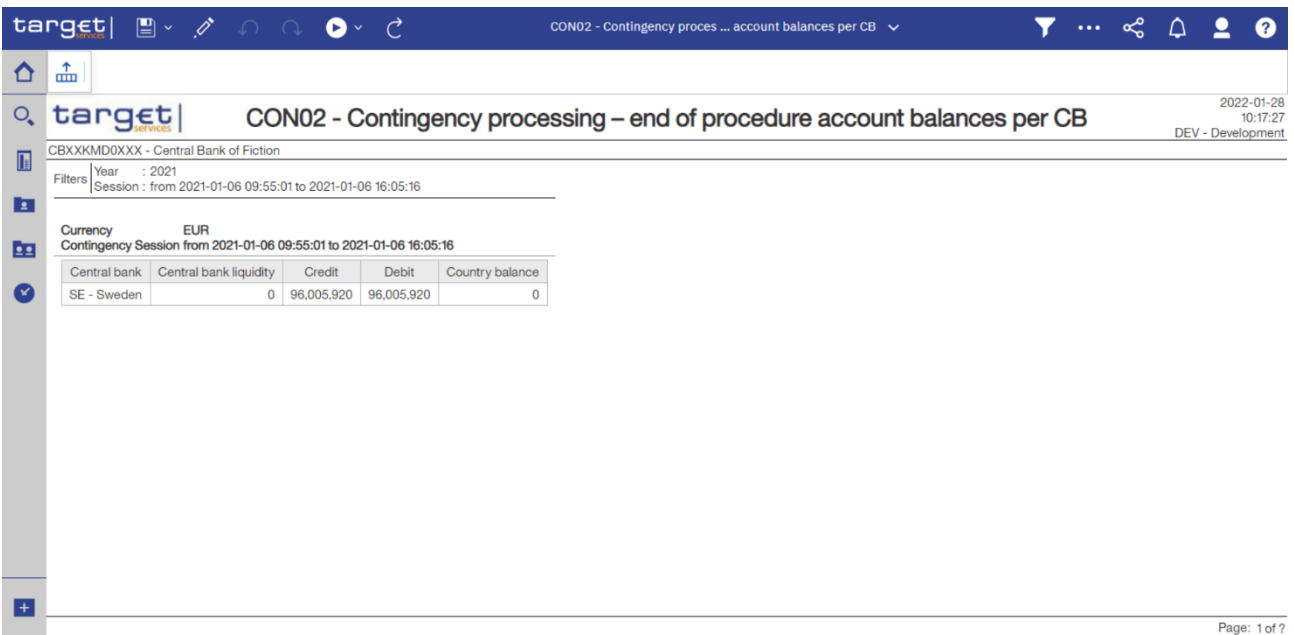 target services
CON02 - Contingency proces ... account balances per CB
?
target services
CON02 - Contingency processing – end of procedure account balances per CB
2022-01-28
10:17:27
DEV - Development
CBXXKMD0XXX - Central Bank of Fiction
Filters
Year : 2021
Session : from 2021-01-06 09:55:01 to 2021-01-06 16:05:16
Currency EUR
Contingency Session from 2021-01-06 09:55:01 to 2021-01-06 16:05:16
Central bank Central bank liquidity Credit Debit Country balance
SE - Sweden 0 96,005,920 96,005,920 0
Page: 1 of ?